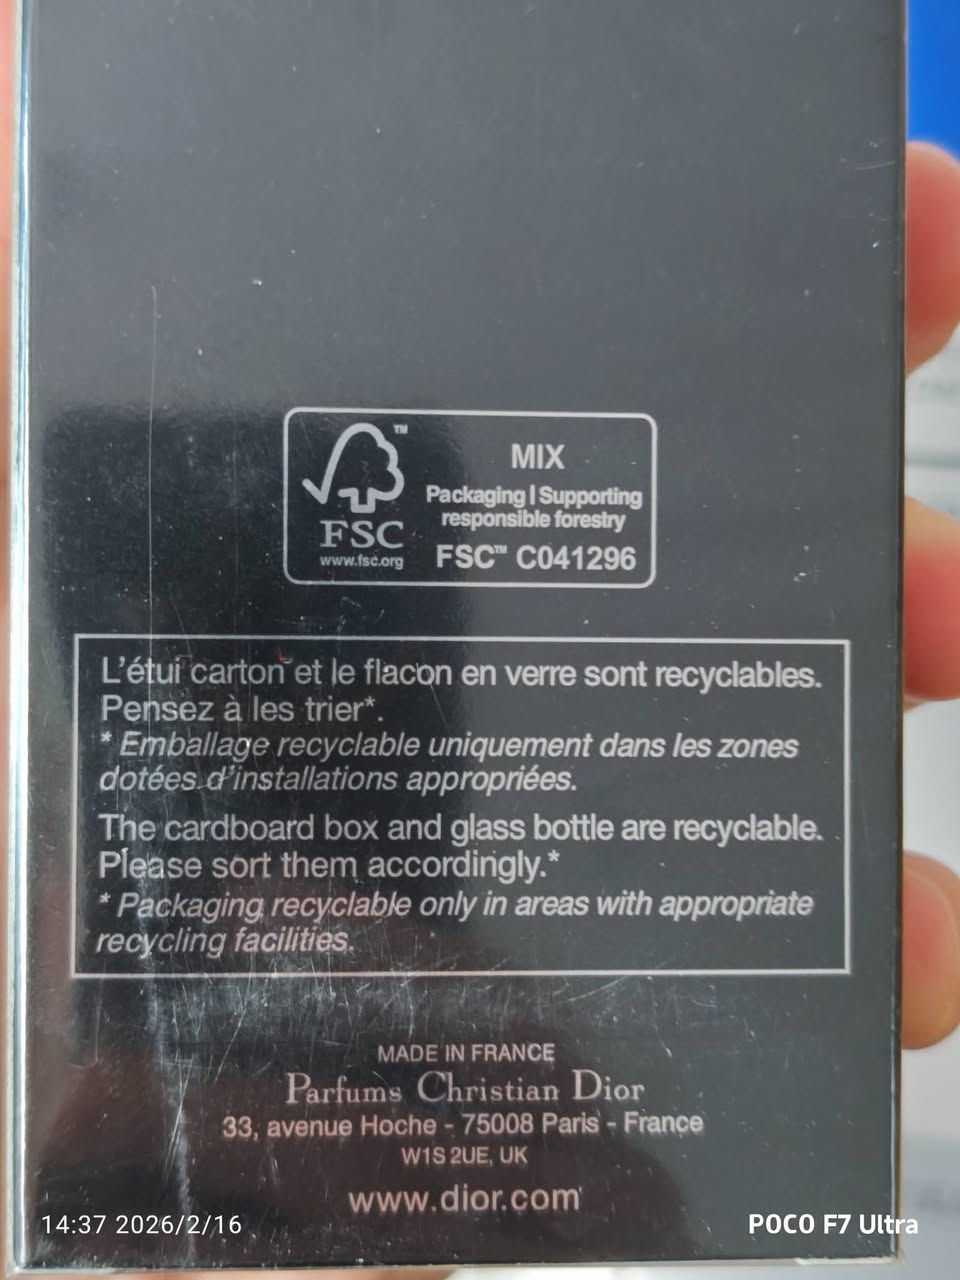 ™
MIX
Packaging | Supporting
responsible forestry
FSC
www.fsc.org
FSC™ C041296
L'étui carton et le flacon en verre sont recyclables.
Pensez à les trier*.
* Emballage recyclable uniquement dans les zones
dotées d'installations appropriées.
The cardboard box and glass bottle are recyclable.
Please sort them accordingly.*
* Packaging recyclable only in areas with appropriate
recycling facilities.
MADE IN FRANCE
Parfums Christian Dior
33, avenue Hoche - 75008 Paris - France
W1S 2UE, UK
www.dior.com
14:37 2026/2/16
POCO F7 Ultra